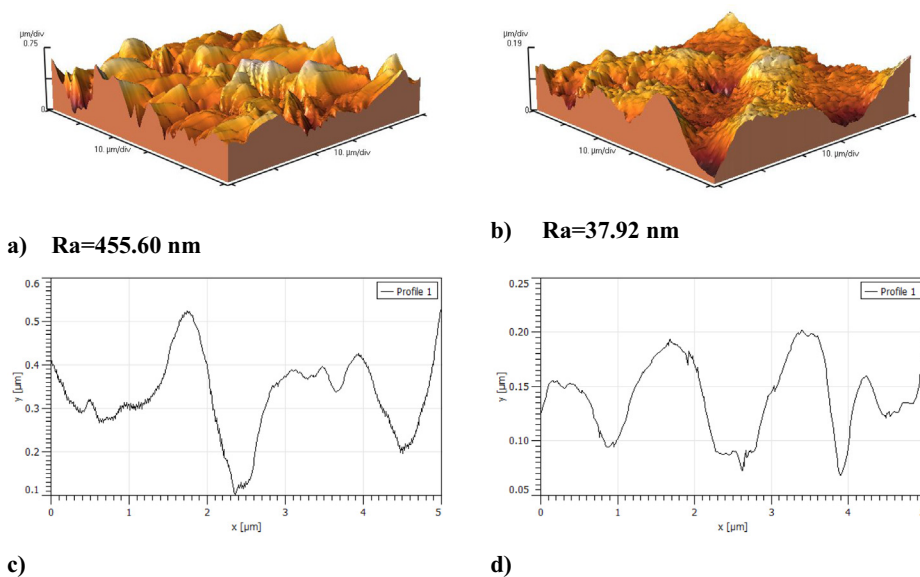 µm/div
0.75
0
10. µm/div
10. µm/div
µm/div
0.19
0
10. µm/div
10. µm/div
a) Ra=455.60 nm
b) Ra=37.92 nm
Profile 1
0.6
0.5
0.4
0.3
0.2
0.1
y [µm]
0 1 2 3 4 5
x [µm]
Profile 1
0.25
0.20
0.15
0.10
0.05
y [µm]
0 1 2 3 4
x [µm]
c)
d)